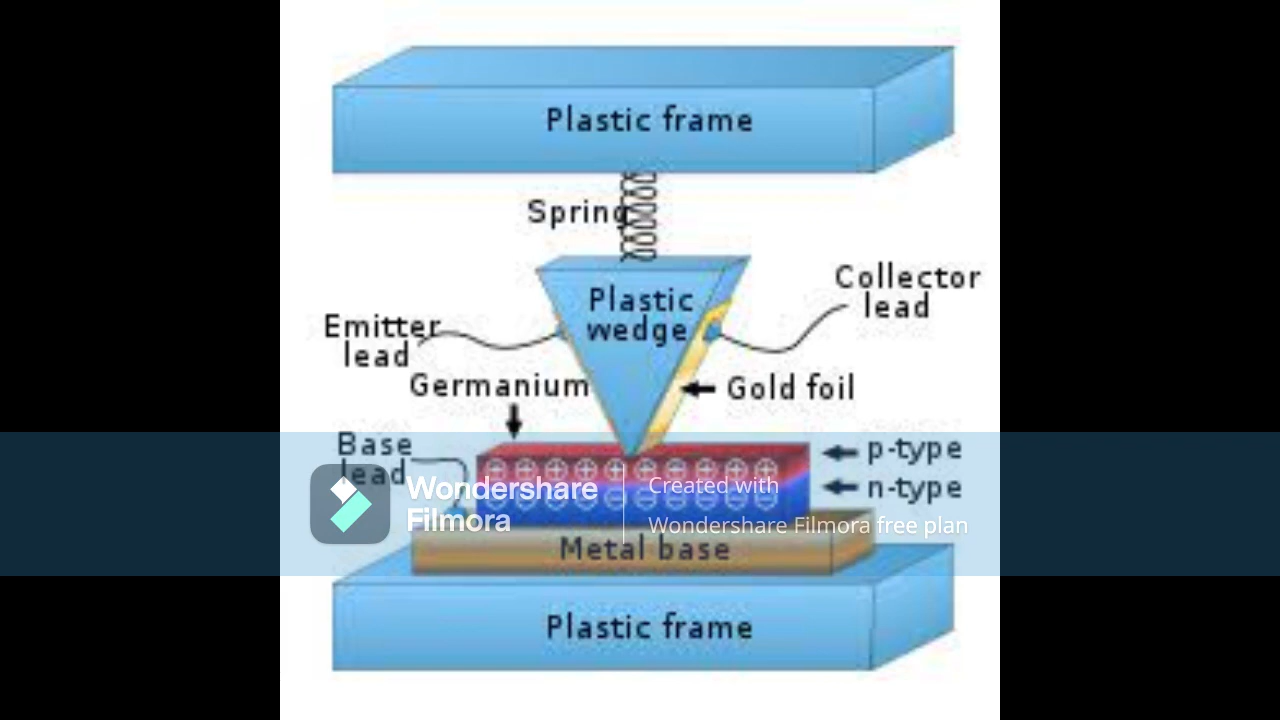 Plastic frame
Spring
Collector
lead
Plastic
wedge
Emitter
lead
Germanium
Gold foil
Base
lead
p-type
n-type
Wondershare
Filmora
Created with
Wondershare Filmora free plan
Metal base
Plastic frame